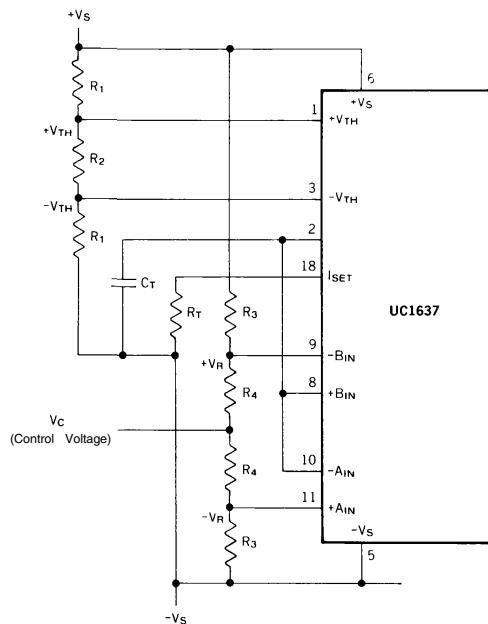 +VS
R1
6
+VS
1
+VTH
+VTH
R2
3
-VTH
-VTH
R1
2
18
ISET
CT
RT
R3
UC1637
9
-BIN
+VR
R4
8
+BIN
VC
(Control Voltage)
R4
10
-AIN
11
+AIN
-VR
R3
-VS
5
-VS